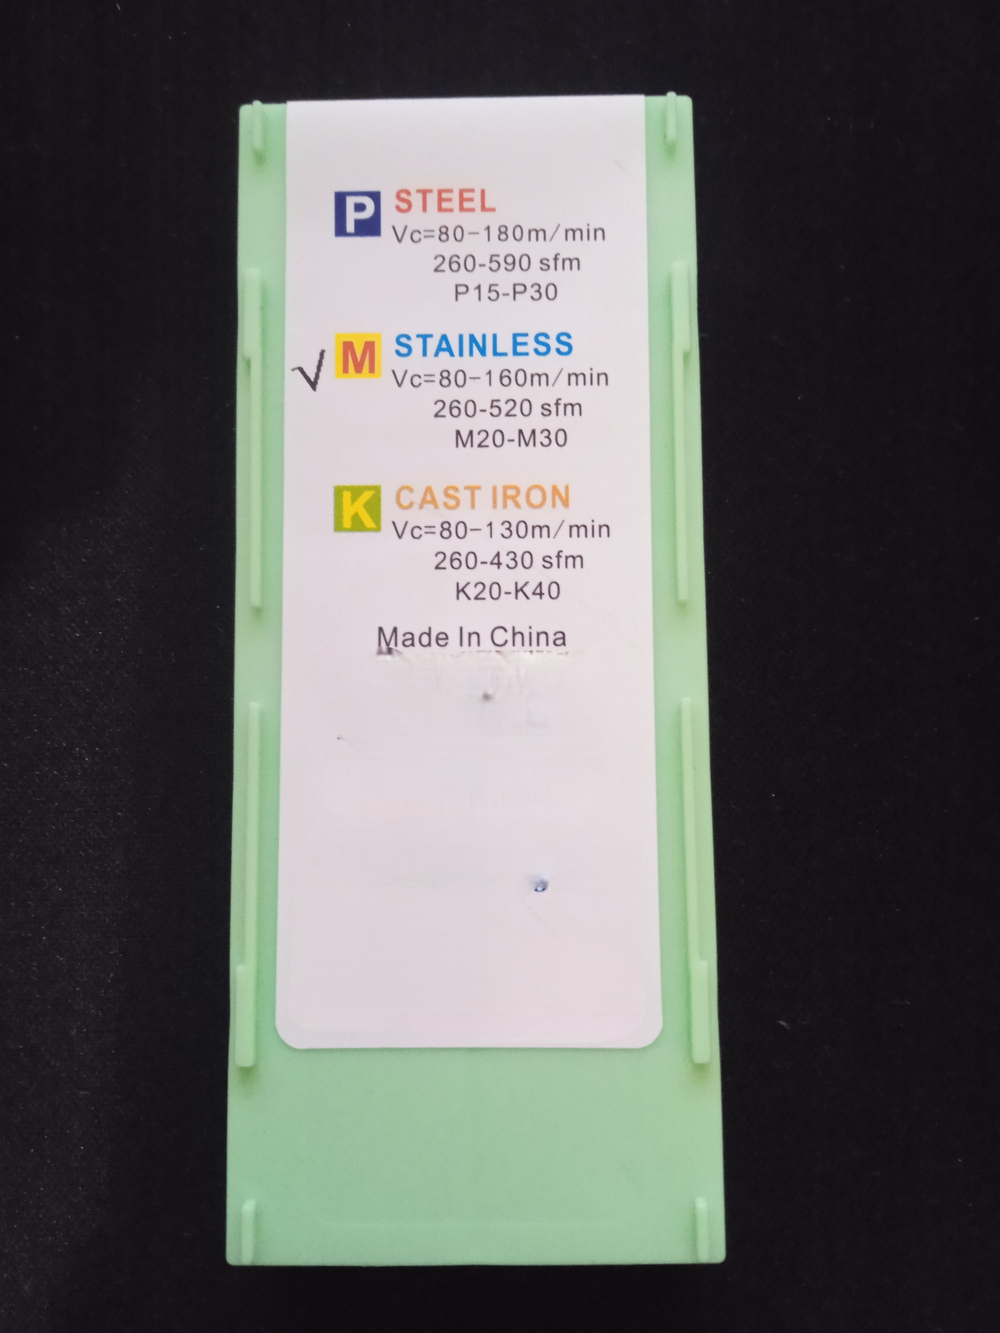 P STEEL
Vc=80-180m/min
260-590 sfm
P15-P30
√ M STAINLESS
Vc=80-160m/min
260-520 sfm
M20-M30
K CAST IRON
Vc=80-130m/min
260-430 sfm
K20-K40
Made In China